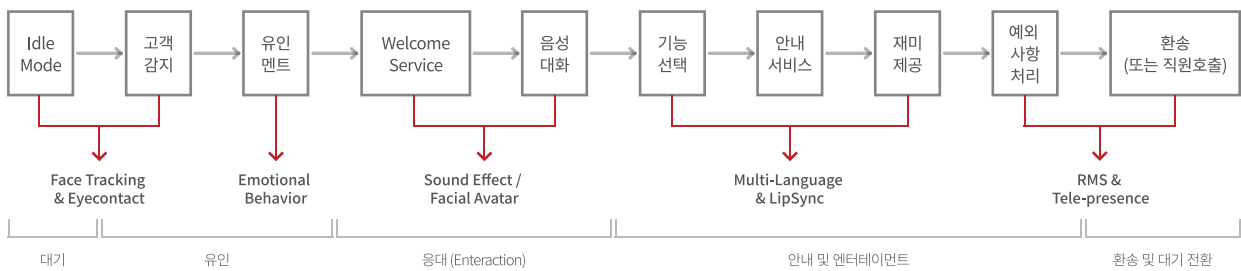 Idle
Mode
고객
감지
유인
멘트
Welcome
Service
음성
대화
기능
선택
안내
서비스
재미
제공
예외
사항
처리
환송
(또는 직원호출)
Face Tracking
& Eyecontact
Emotional
Behavior
Sound Effect /
Facial Avatar
Multi-Language
& LipSync
RMS &
Tele-presence
대기
유인
응대 (Enteraction)
안내 및 엔터테이먼트
환송 및 대기 전환